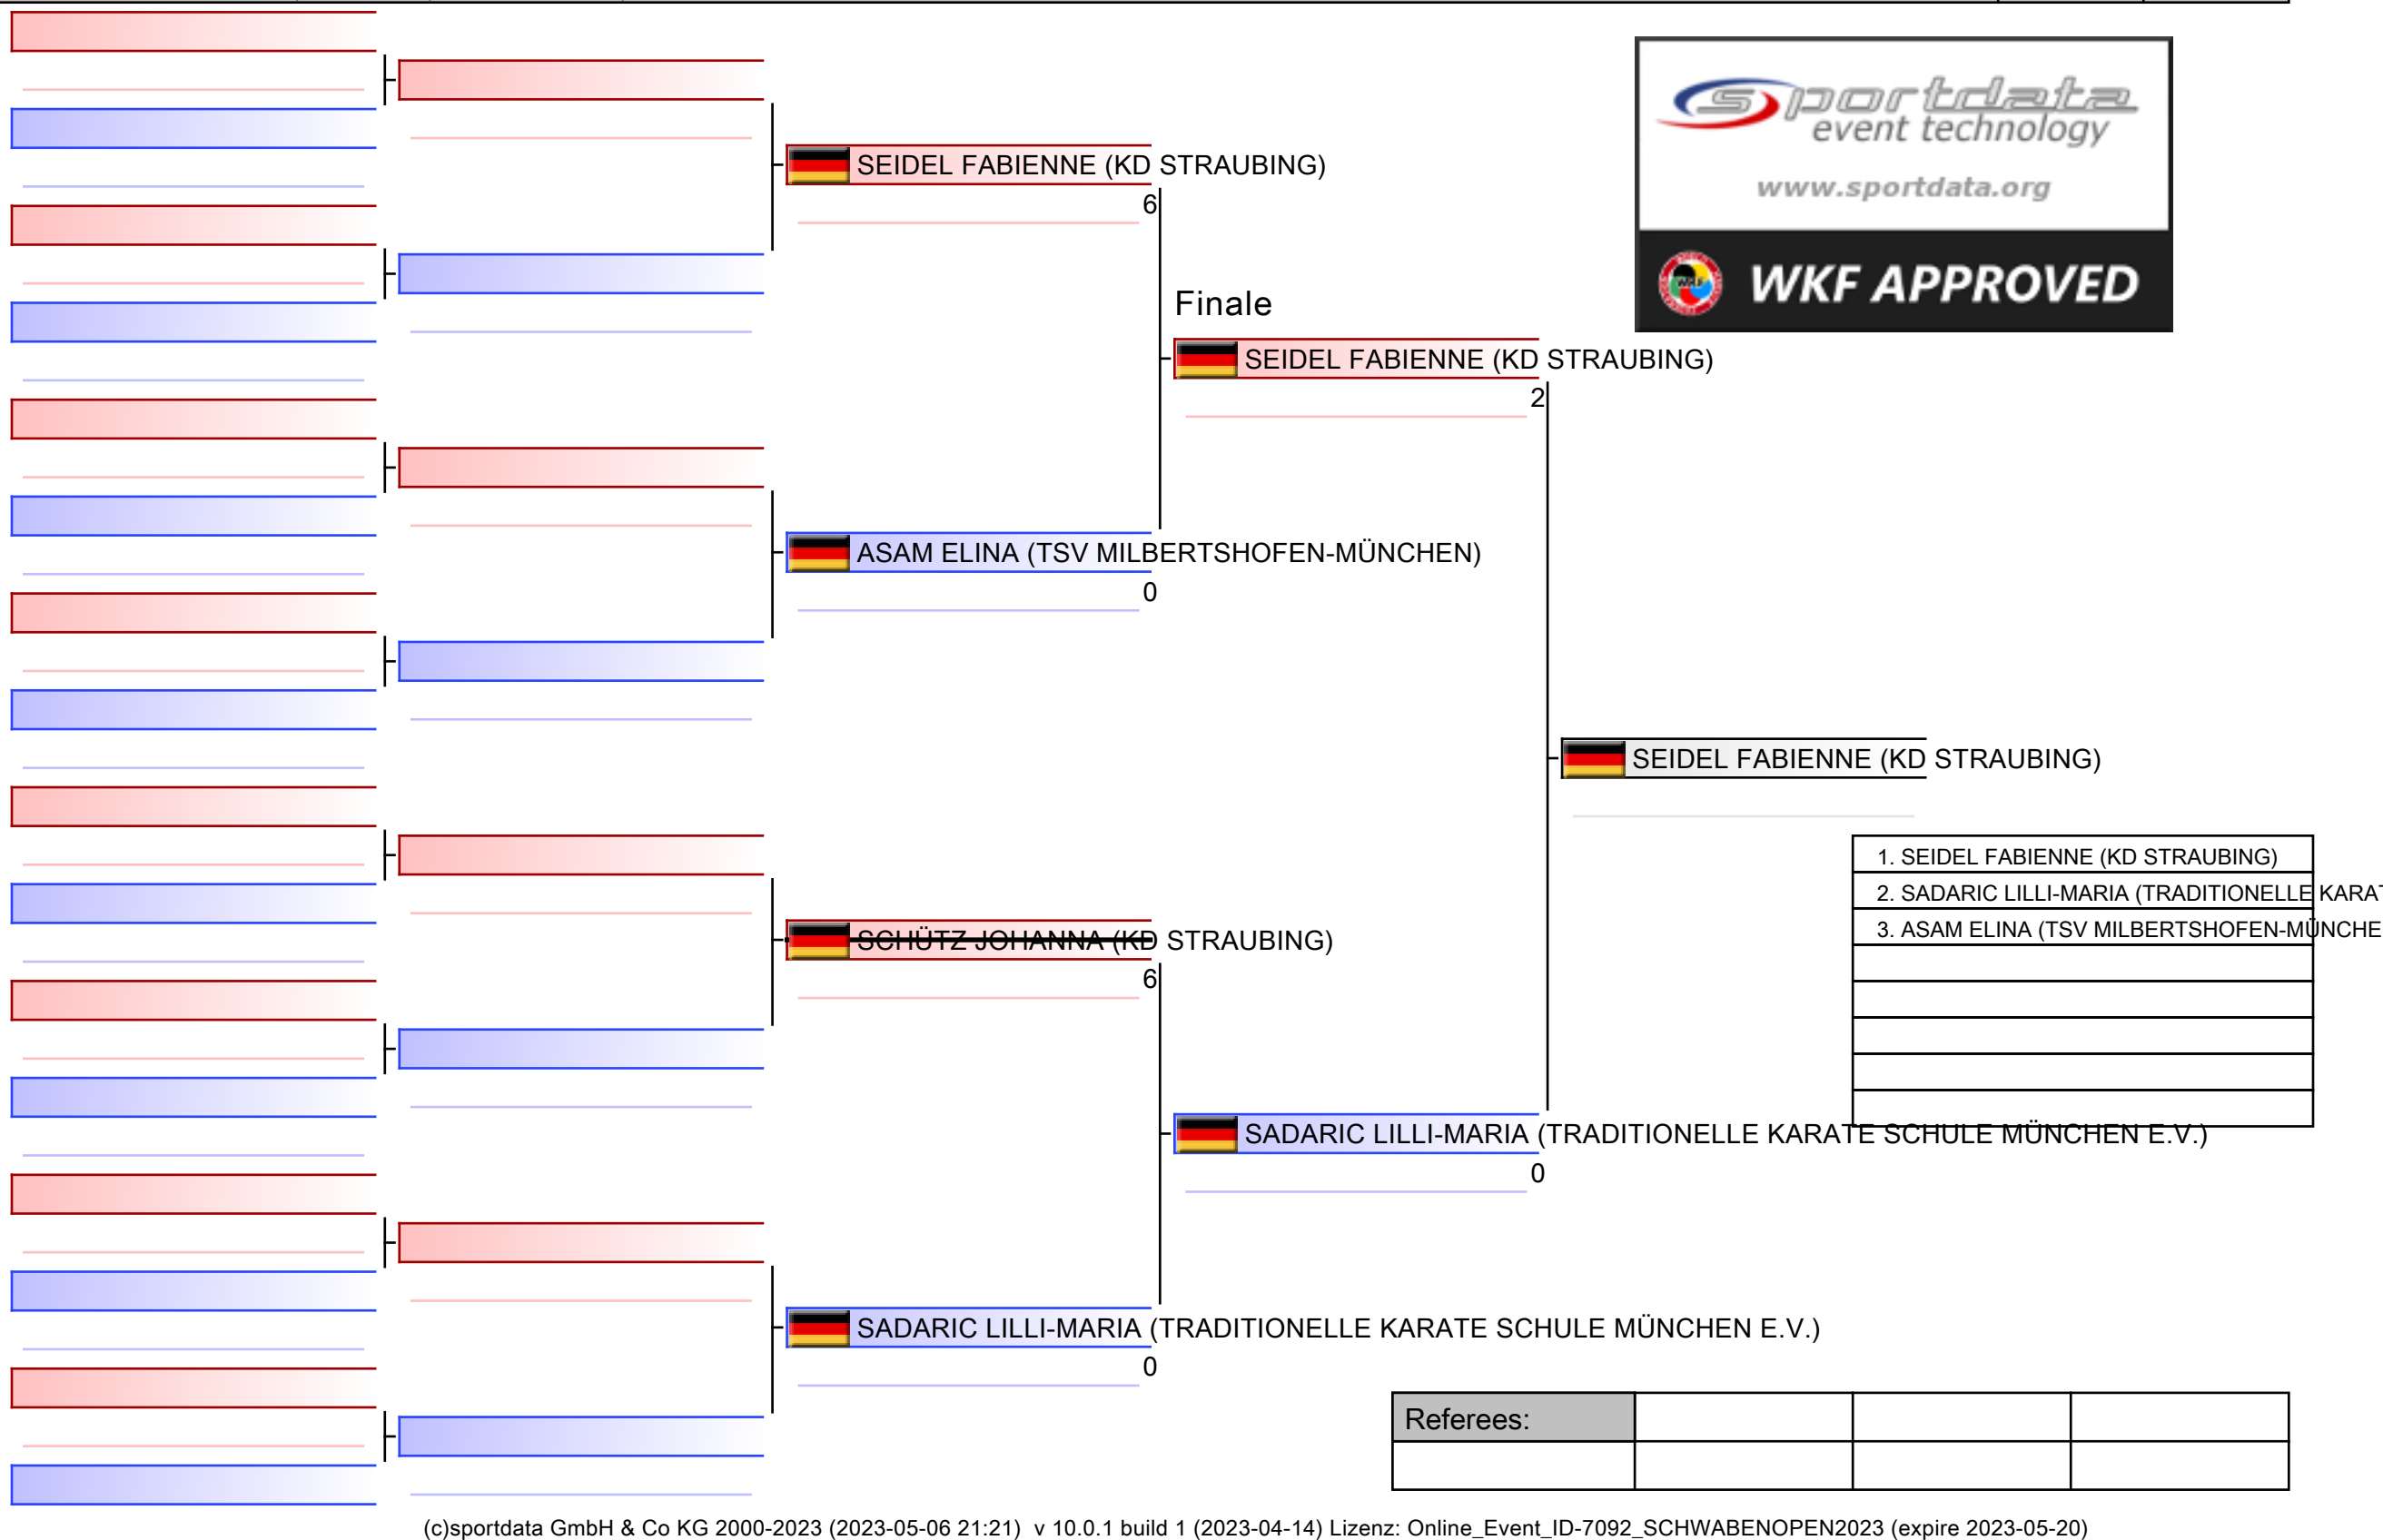 sportdata
event technology
www.sportdata.org
WKF APPROVED
SEIDEL FABIENNE (KD STRAUBING)
6
Finale
SEIDEL FABIENNE (KD STRAUBING)
2
ASAM ELINA (TSV MILBERTSHOFEN-MÜNCHEN)
0
SEIDEL FABIENNE (KD STRAUBING)
1. SEIDEL FABIENNE (KD STRAUBING)
2. SADARIC LILLI-MARIA (TRADITIONELLE KARAT
3. ASAM ELINA (TSV MILBERTSHOFEN-MÜNCHE
SCHÜTZ JOHANNA (KD STRAUBING)
6
SADARIC LILLI-MARIA (TRADITIONELLE KARATE SCHULE MÜNCHEN E.V.)
0
SADARIC LILLI-MARIA (TRADITIONELLE KARATE SCHULE MÜNCHEN E.V.)
0
Referees:
(c)sportdata GmbH & Co KG 2000-2023 (2023-05-06 21:21) v 10.0.1 build 1 (2023-04-14) Lizenz: Online_Event_ID-7092_SCHWABENOPEN2023 (expire 2023-05-20)